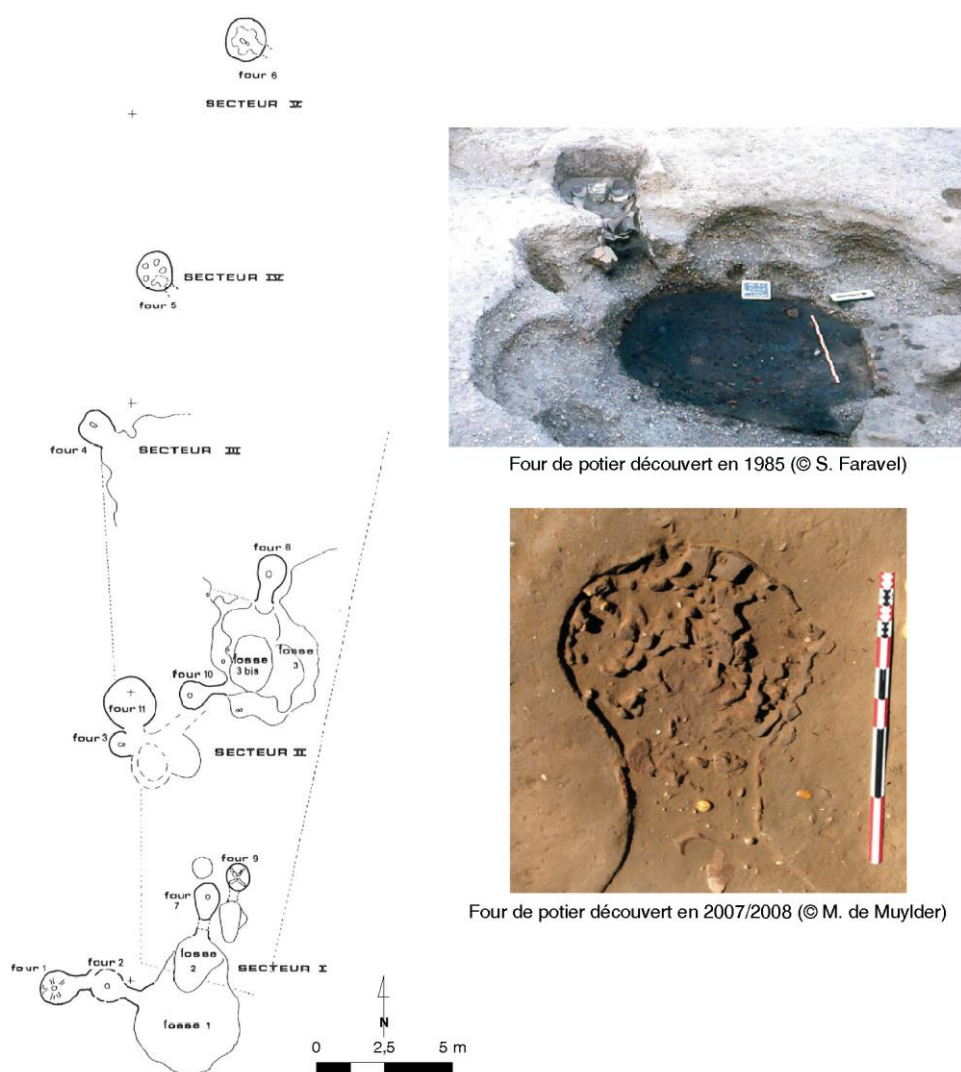 four 6
SECTEUR V
SECTEUR IV
four 5
four 4
SECTEUR III
four 8
fosse
3 bis
fosse
3
four 10
four 11
four 3
SECTEUR II
four 9
four
7
fosse
2
SECTEUR I
four 1
four 2
fosse 1
N
0 2,5 5 m
Four de potier découvert en 1985 (© S. Faravel)
Four de potier découvert en 2007/2008 (© M. de Muylder)